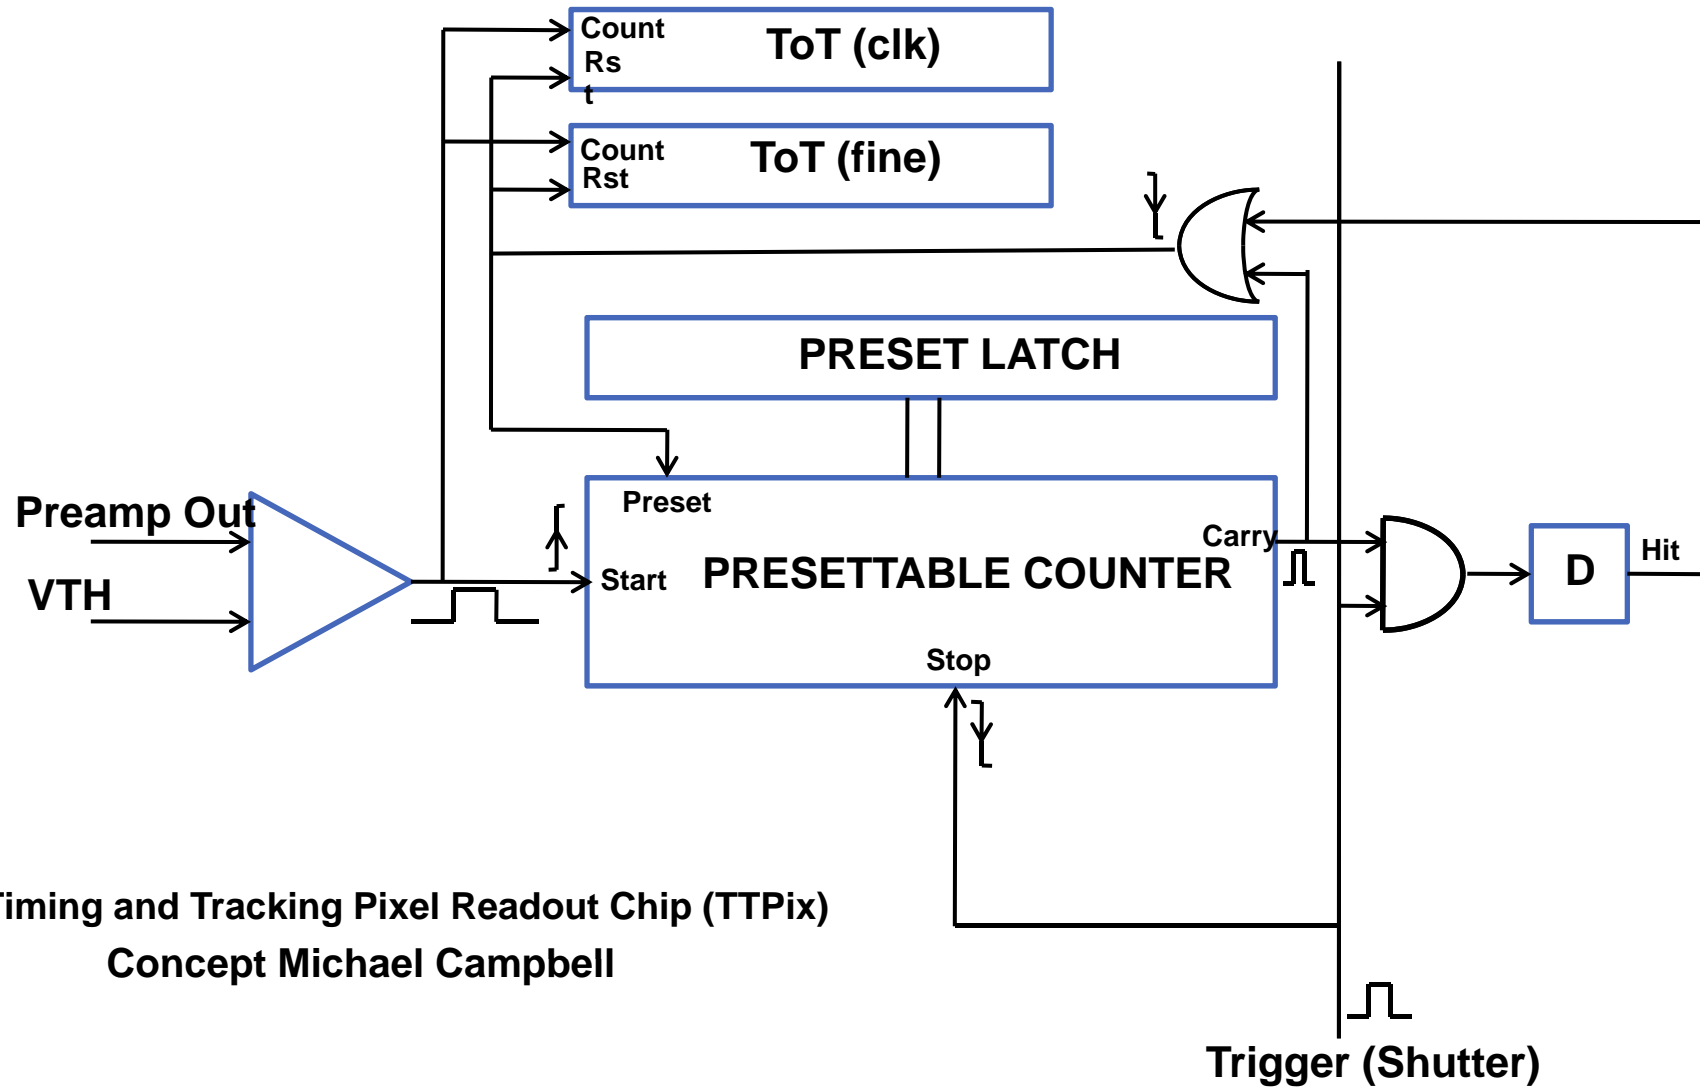 Count
ToT (clk)
Rs
t
Count
ToT (fine)
Rst
PRESET LATCH
Preset
Preamp Out
Carry
Hit
VTH
Start
PRESETTABLE COUNTER
D
Stop
Timing and Tracking Pixel Readout Chip (TTPix)
Concept Michael Campbell
Trigger (Shutter)